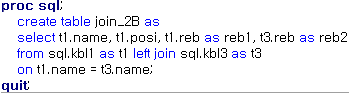 proc sql;
create table join_2B as
select t1.name, t1.posi, t1.reb as reb1, t3.reb as reb2
from sql.kbl1 as t1 left join sql.kbl3 as t3
on t1.name = t3.name;
quit;